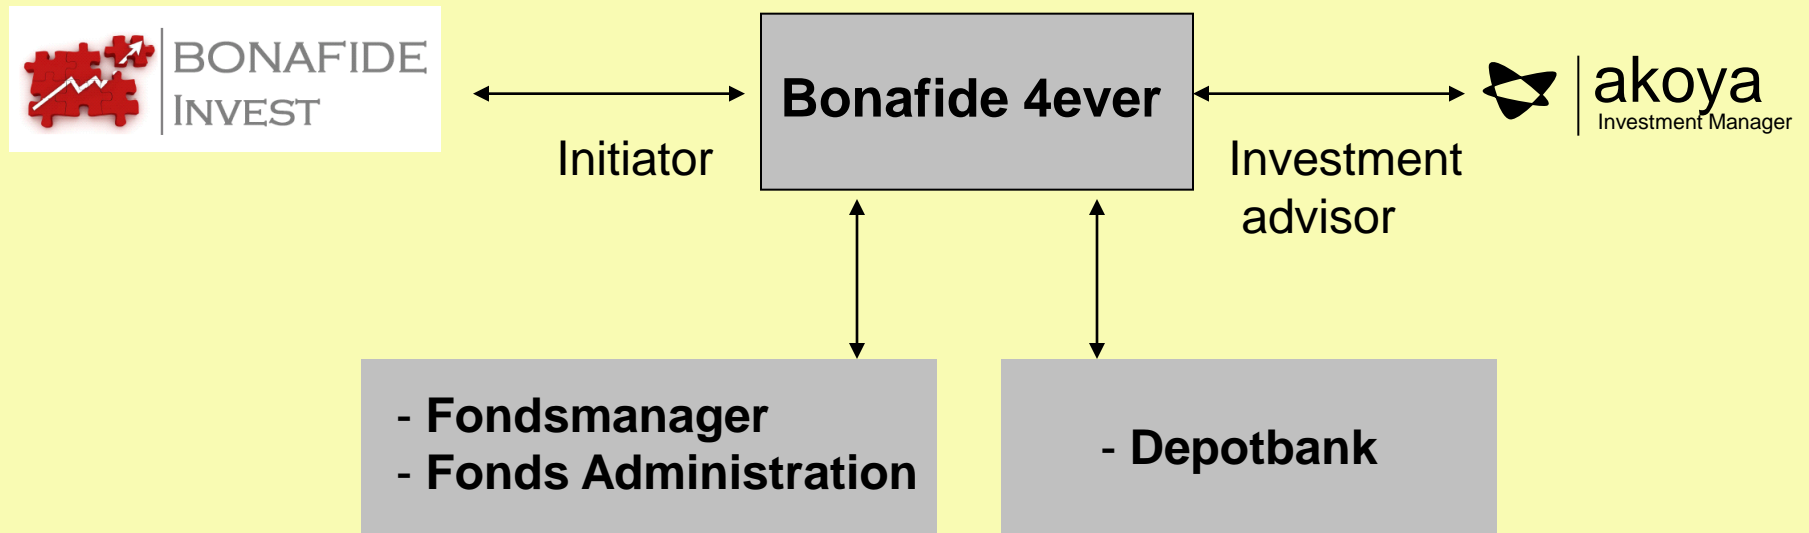 BONAFIDE
INVEST
Bonafide 4ever
akoya
Investment Manager
Initiator
Investment
advisor
- Fondsmanager
- Fonds Administration
- Depotbank